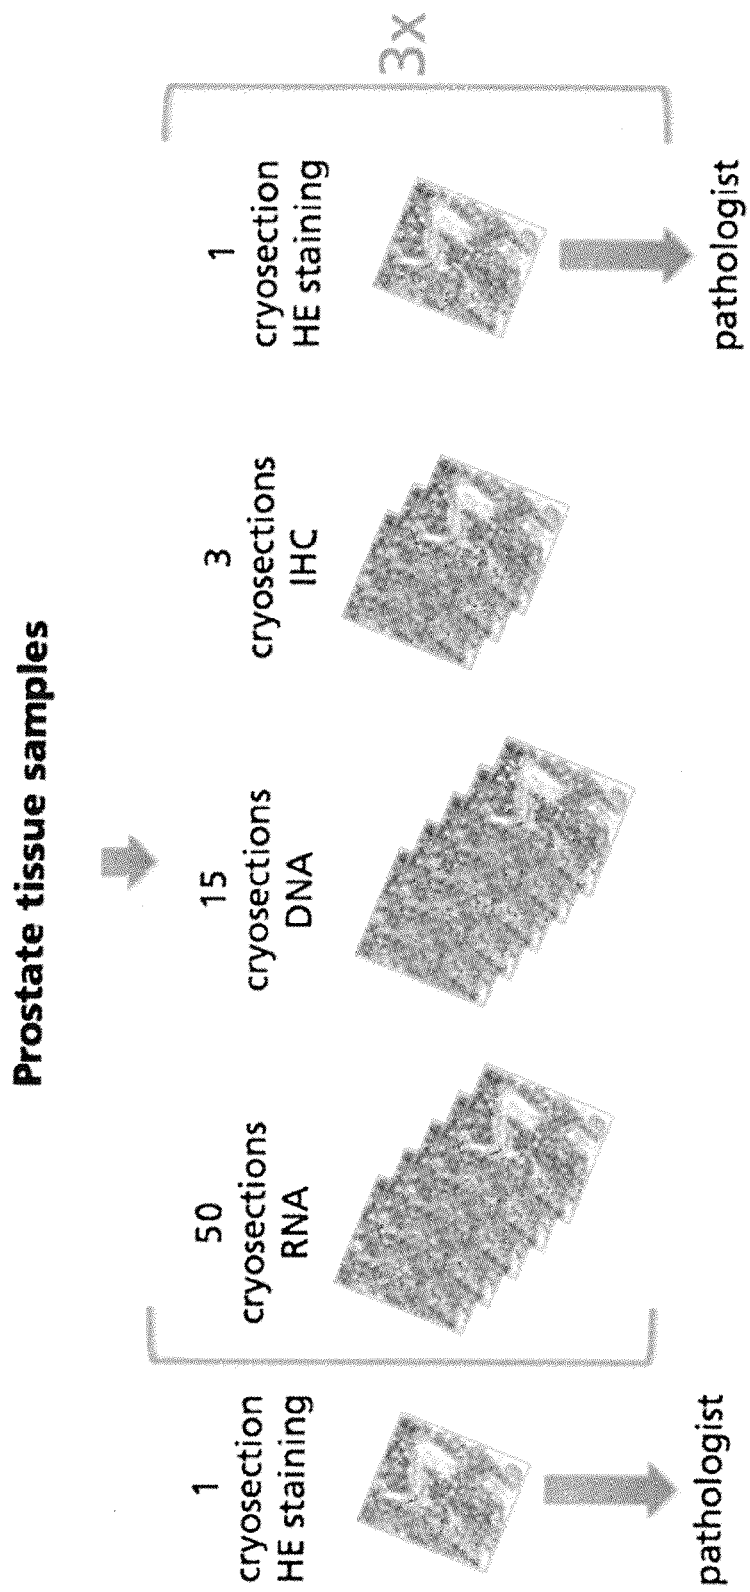 Prostate tissue samples
1
cryosection
HE staining
50
cryosections
RNA
15
cryosections
DNA
3
cryosections
IHC
1
cryosection
HE staining
3x
pathologist
pathologist